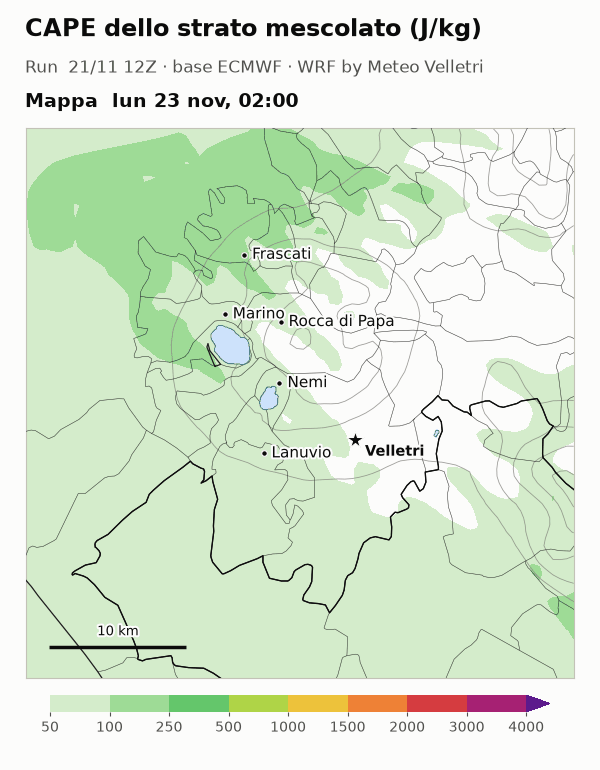 CAPE dello strato mescolato (J/kg)
Run  21/11 12Z · base ECMWF · WRF by Meteo Velletri
Mappa  lun 23 nov, 02:00
Frascati
Marino
Rocca di Papa
Nemi
Velletri
Lanuvio
10 km
50 100 250 500 1000 1500 2000 3000 4000